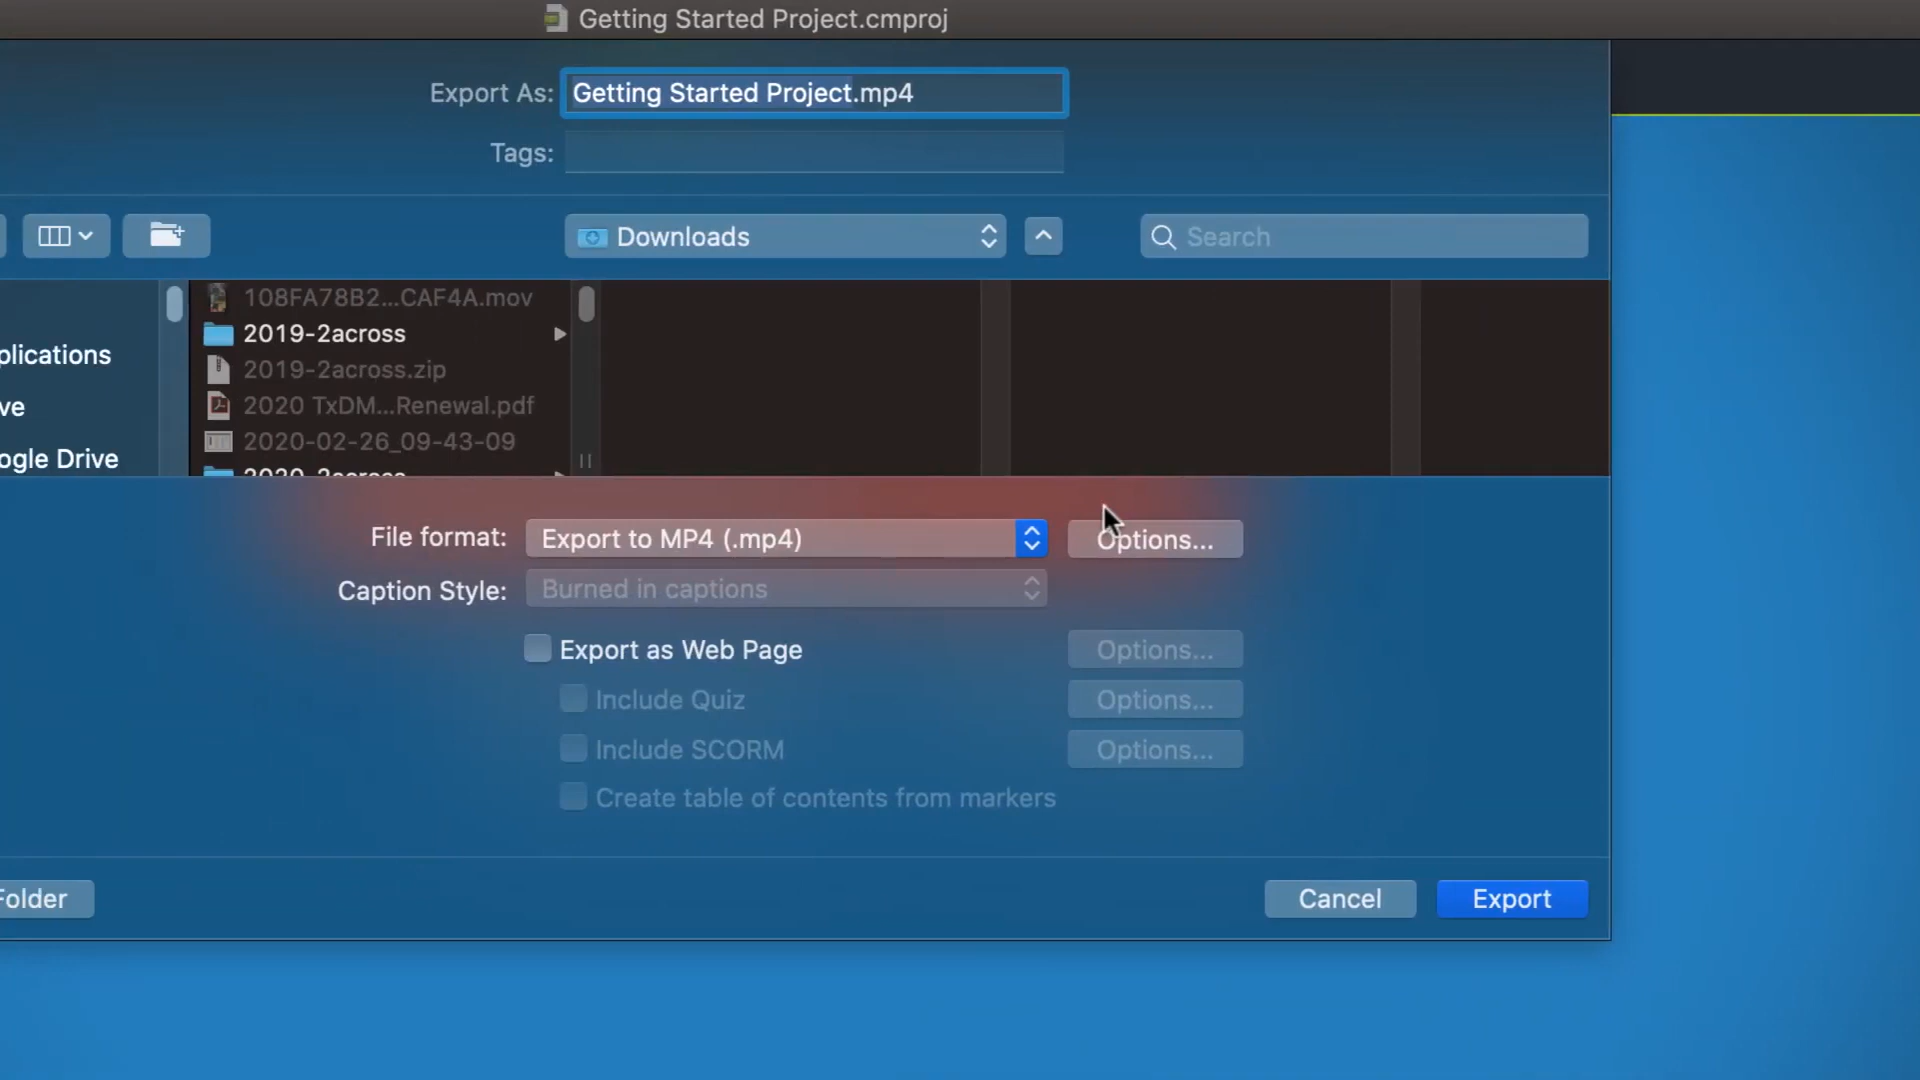 Getting Started Project.cmproj
Export As: Getting Started Project.mp4
Tags:
Downloads
Search
108FA78B2...CAF4A.mov
2019-2across
plications
2019-2across.zip
ve
2020 TxDM...Renewal.pdf
2020-02-26_09-43-09
ogle Drive
2020-2across
File format: Export to MP4 (.mp4) Options...
Caption Style: Burned in captions
Export as Web Page Options...
Include Quiz Options...
Include SCORM Options...
Create table of contents from markers
Folder
Cancel
Export